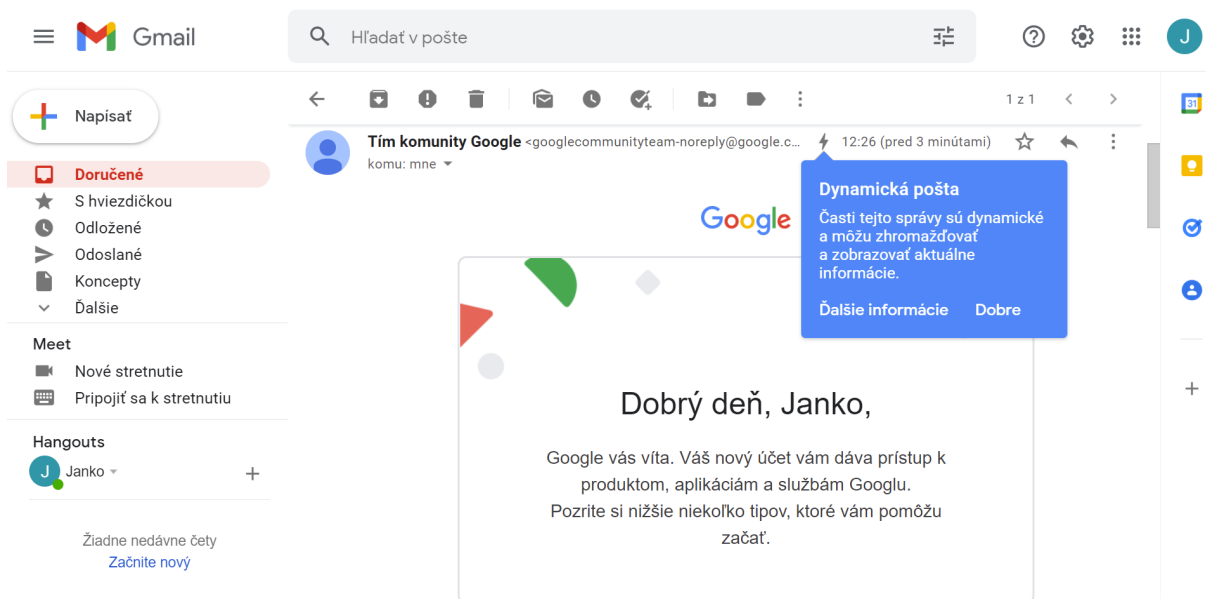 Gmail
Hľadať v pošte
J
Napísať
1 z 1
31
Tím komunity Google <googlecommunityteam-noreply@google.c...
12:26 (pred 3 minútami)
komu: mne
Doručené
S hviezdičkou
Odložené
Odoslané
Koncepty
Ďalšie
Meet
Nové stretnutie
Pripojiť sa k stretnutiu
Hangouts
J
Janko
Žiadne nedávne čety
Začnite nový
Google
Dynamická pošta
Časti tejto správy sú dynamické
a môžu zhromažďovať
a zobrazovať aktuálne
informácie.
Ďalšie informácie Dobre
Dobrý deň, Janko,
Google vás víta. Váš nový účet vám dáva prístup k
produktom, aplikáciám a službám Googlu.
Pozrite si nižšie niekoľko tipov, ktoré vám pomôžu
začať.